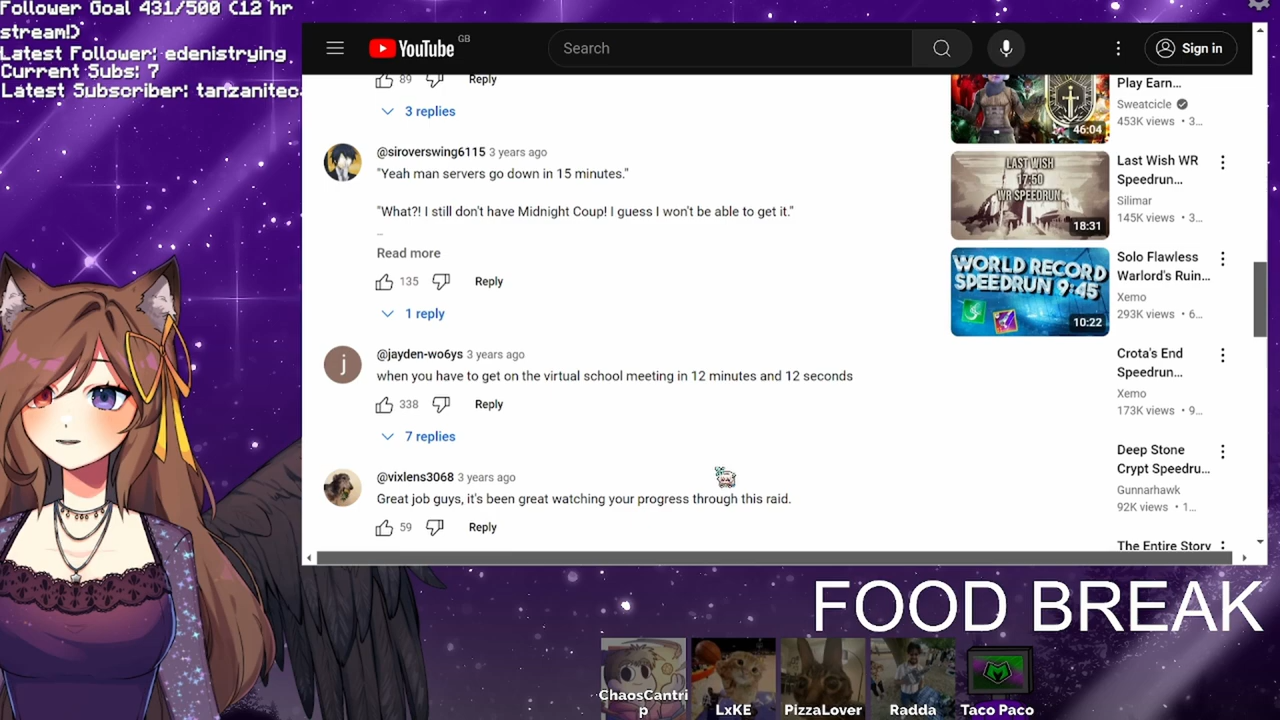 Follower Goal 431/500 (12 hr
stream!)
Latest Follower: edenistrying
Current Subs: 7
Latest Subscriber: tanzaniteo
YouTube GB
Search
Sign in
89 Reply
3 replies
@siroverswing6115 3 years ago
"Yeah man servers go down in 15 minutes."
"What?! I still don't have Midnight Coup! I guess I won't be able to get it."
..
Read more
135 Reply
1 reply
j
@jayden-wo6ys 3 years ago
when you have to get on the virtual school meeting in 12 minutes and 12 seconds
338 Reply
7 replies
@vixlens3068 3 years ago
Great job guys, it's been great watching your progress through this raid.
59 Reply
46:04
Play Earn...
Sweatcicle
453K views • 3...
LAST WISH
17:50
WR SPEEDRUN
18:31
Last Wish WR
Speedrun...
Silimar
145K views • 3...
WORLD RECORD
SPEEDRUN 9:45
10:22
Solo Flawless
Warlord's Ruin...
Xemo
293K views • 6...
Crota's End
Speedrun...
Xemo
173K views • 9...
Deep Stone
Crypt Speedru...
Gunnarhawk
92K views • 1...
The Entire Story
FOOD BREAK
ChaosCantri
p
LxKE
PizzaLover
Radda
Taco Paco